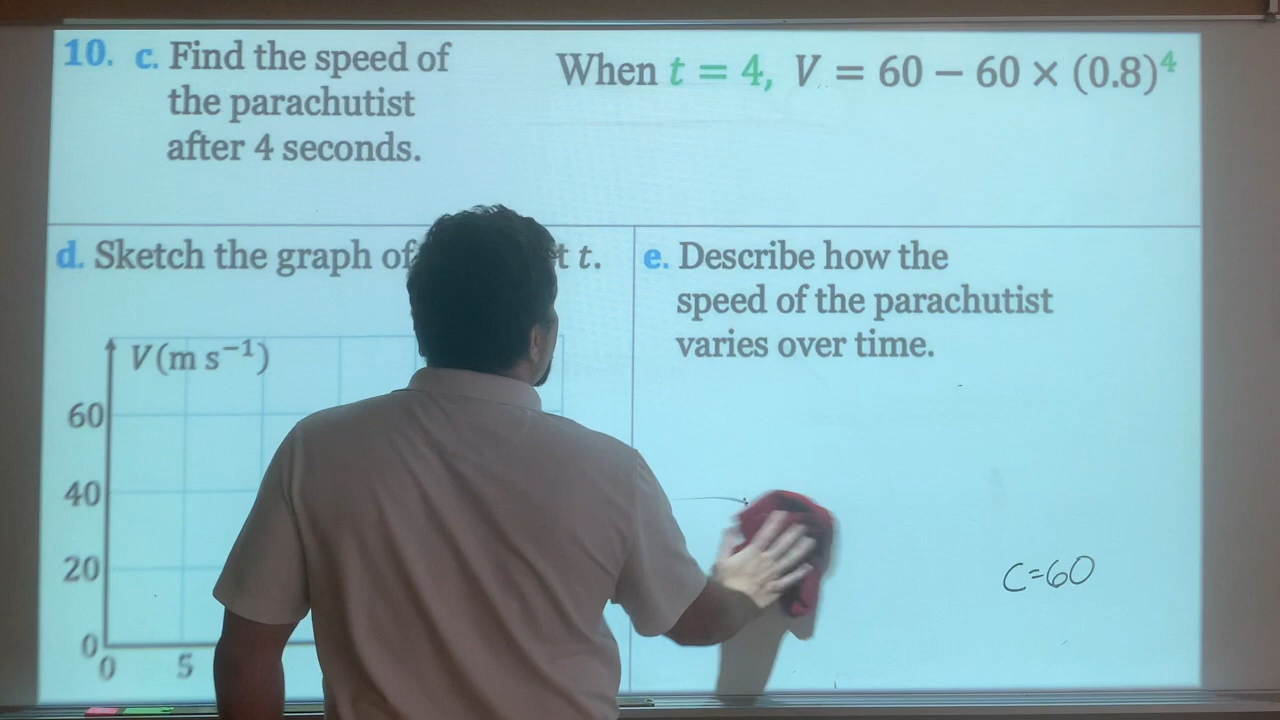 10. c. Find the speed of
the parachutist
after 4 seconds.
When t = 4, V = 60 − 60 × (0.8)⁴
d. Sketch the graph of t t.
V(m s⁻¹)
60
40
20
0
0 5
e. Describe how the
speed of the parachutist
varies over time.
C=60